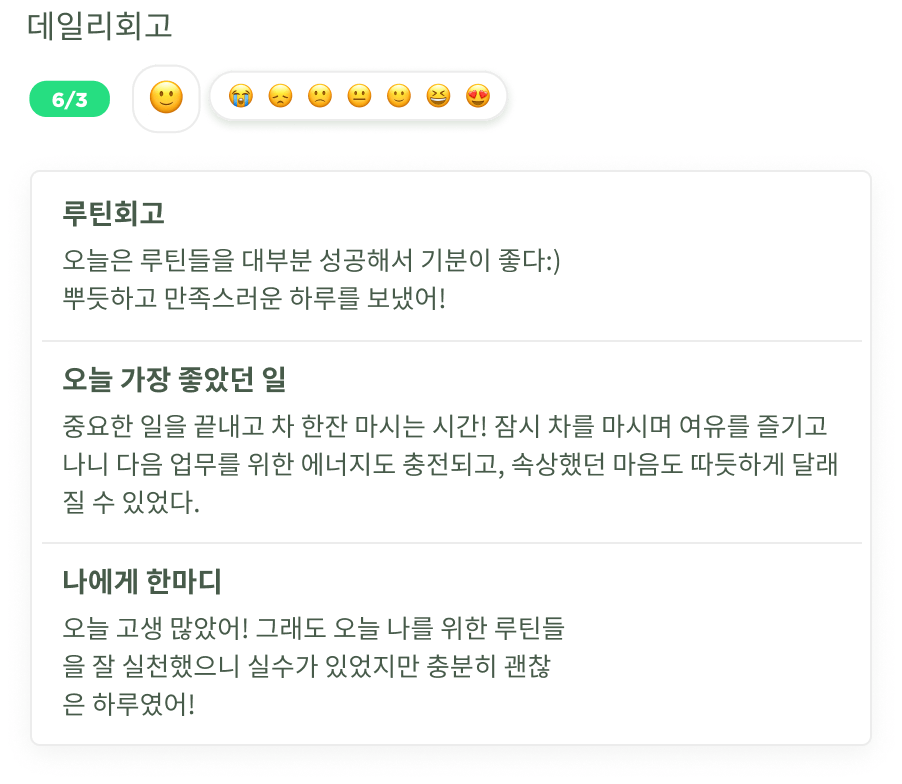 데일리회고
6/3
루틴회고
오늘은 루틴들을 대부분 성공해서 기분이 좋다:)
뿌듯하고 만족스러운 하루를 보냈어!
오늘 가장 좋았던 일
중요한 일을 끝내고 차 한잔 마시는 시간! 잠시 차를 마시며 여유를 즐기고
나니 다음 업무를 위한 에너지도 충전되고, 속상했던 마음도 따듯하게 달래
질 수 있었다.
나에게 한마디
오늘 고생 많았어! 그래도 오늘 나를 위한 루틴들
을 잘 실천했으니 실수가 있었지만 충분히 괜찮
은 하루였어!